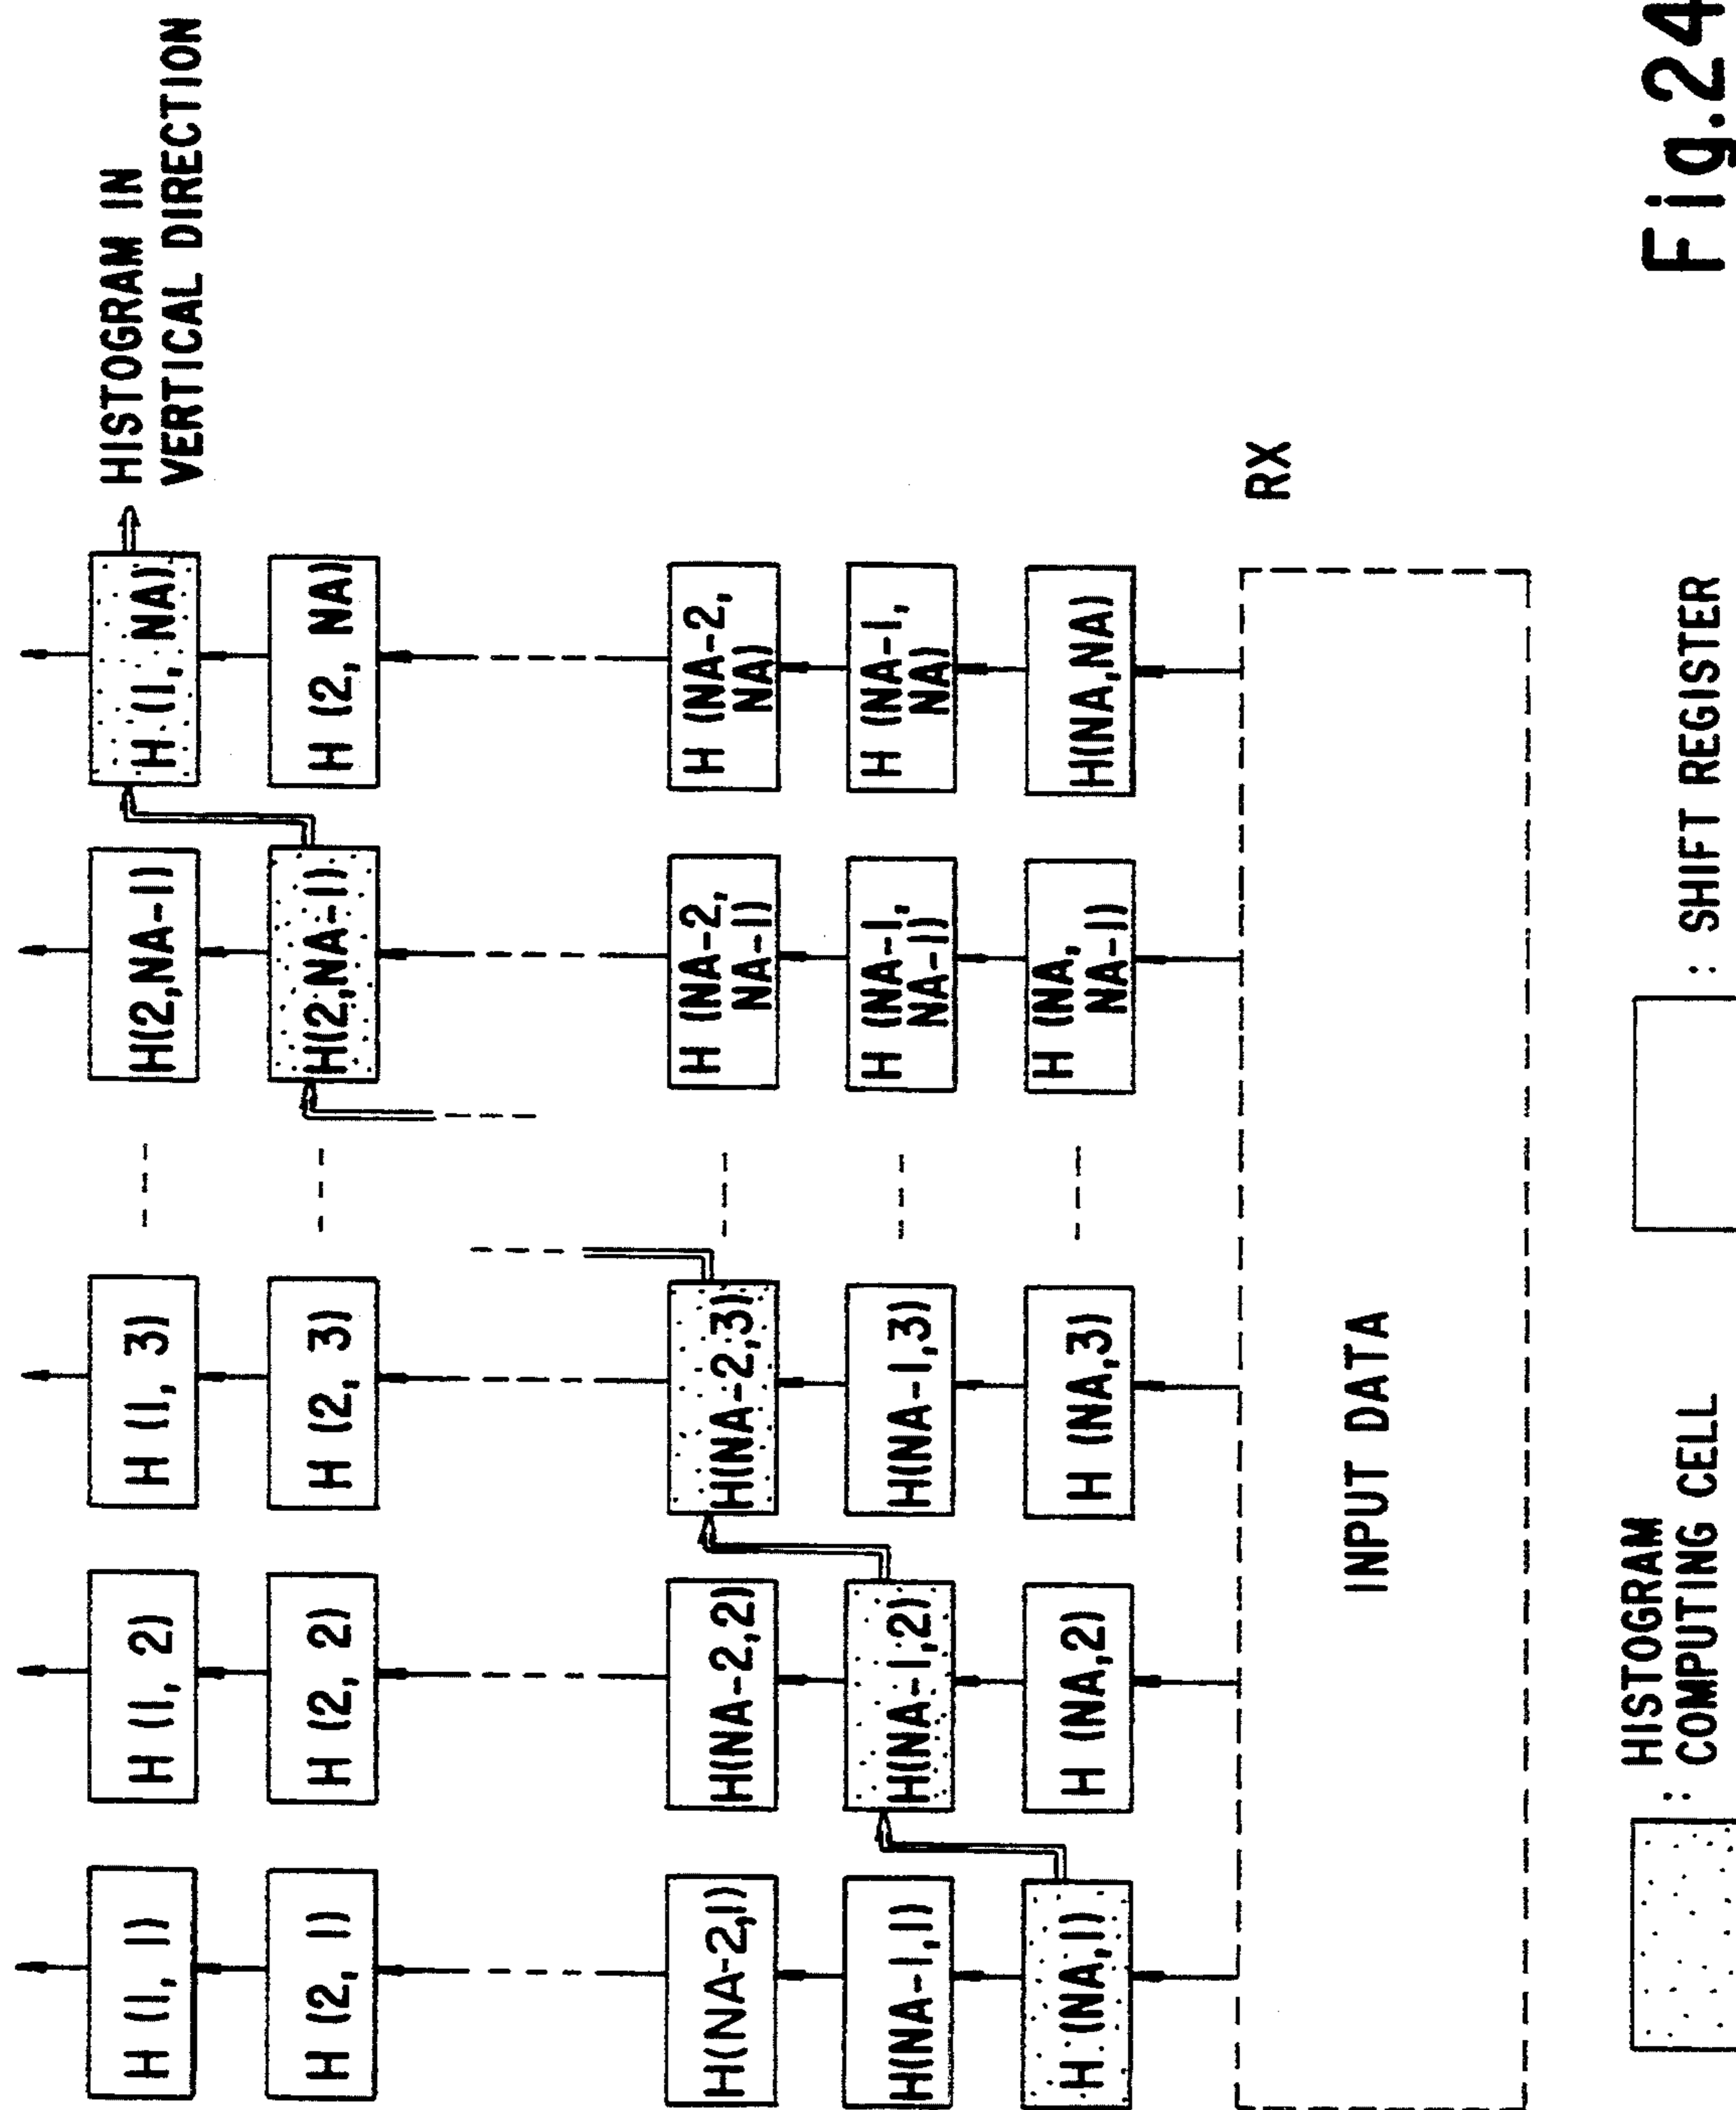 H (1, 1)
H (1, 2)
H (1, 3)
H(2,NA-1)
H (1, NA)
HISTOGRAM IN
VERTICAL DIRECTION
H (2, 1)
H (2, 2)
H (2, 3)
H(2,NA-1)
H (2, NA)
H(NA-2,1)
H(NA-2,2)
H(NA-2,3)
H (NA-2,
NA-1)
H (NA-2,
NA)
H(NA-1,1)
H(NA-1,2)
H(NA-1,3)
H (NA-1,
NA-1)
H (NA-1,
NA)
H (NA,1)
H (NA,2)
H (NA,3)
H (NA,
NA-1)
H(NA,NA)
RX
INPUT DATA
: HISTOGRAM
COMPUTING CELL
: SHIFT REGISTER
Fig.24